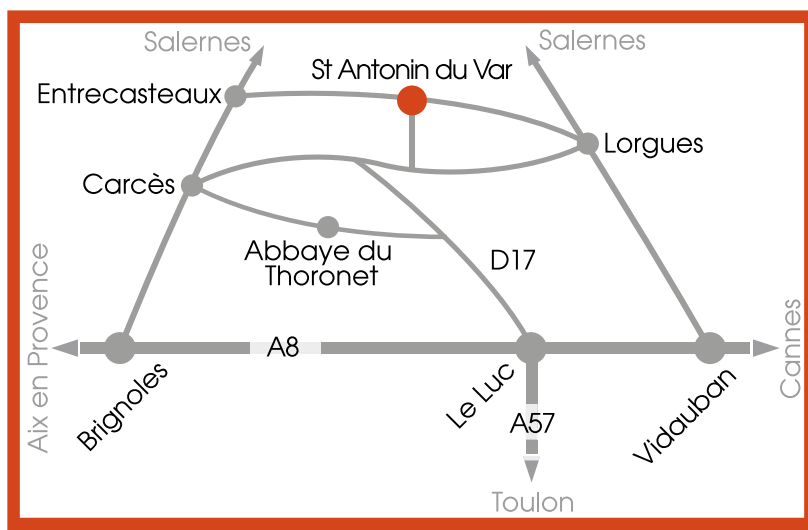 Salernes
Salernes
St Antonin du Var
Entrecasteaux
Lorgues
Carcès
Abbaye du
Thoronet
D17
Aix en Provence
A8
Cannes
Brignoles
Le Luc
Vidauban
A57
Toulon